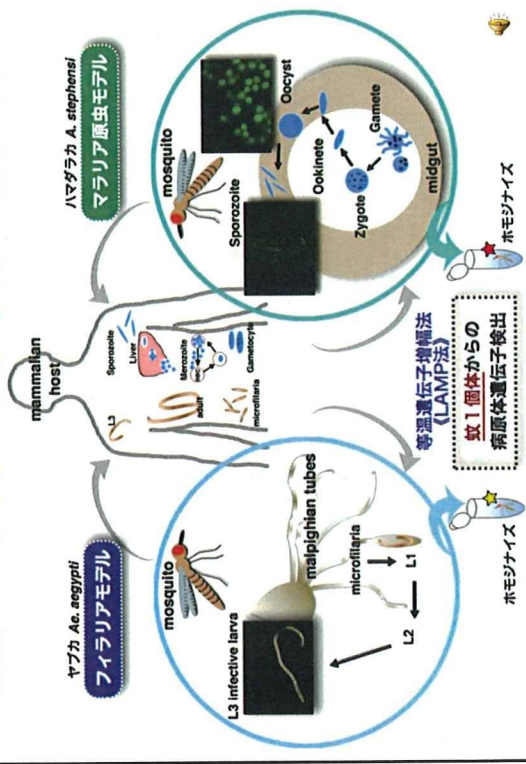 ヤブカ Ae. aegypti
フィラリアモデル
mosquito
L3 infective larva
malpighian tubes
microfilaria
L1
L2
ホモジナイズ
mammalian
host
L3
adult
microfilaria
Sporozoite
Liver
Merozoite
RBC
Gametocyte
等温遺伝子増幅法
《LAMP法》
蚊1個体からの
病原体遺伝子検出
ハマダラカ A. stephensi
マラリア原虫モデル
mosquito
Sporozoite
Oocyst
Ookinete
Zygote
Gamete
midgut
ホモジナイズ